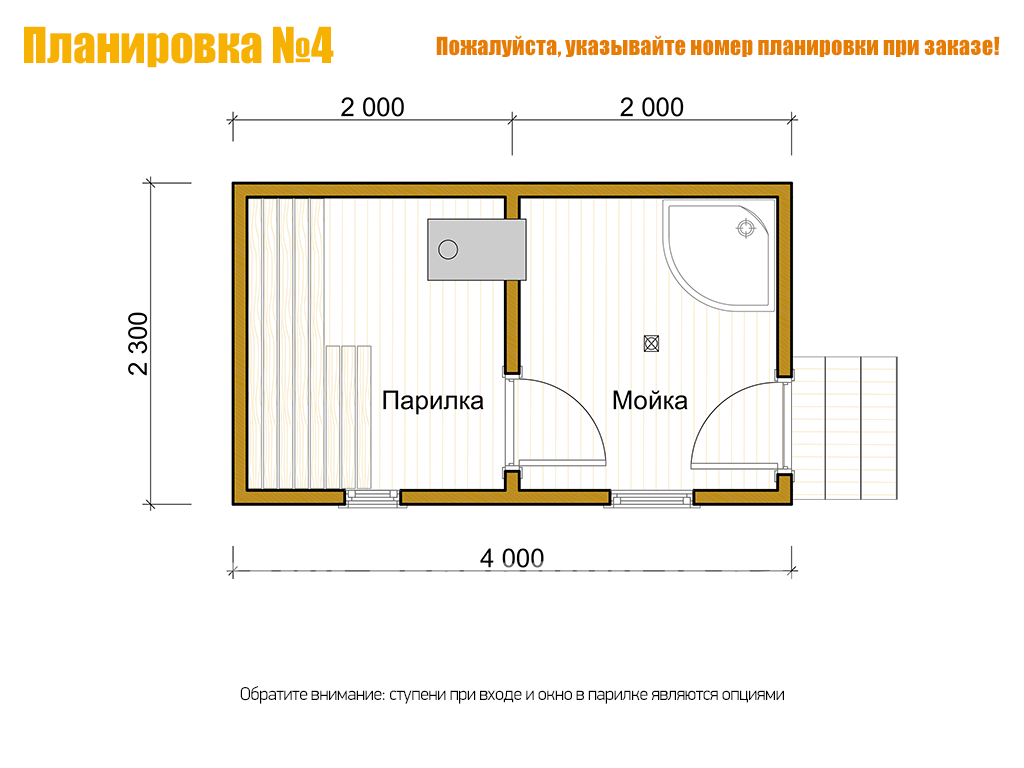 Планировка №4
Пожалуйста, указывайте номер планировки при заказе!
2 000
2 000
2 300
Парилка
Мойка
4 000
Обратите внимание: ступени при входе и окно в парилке являются опциями